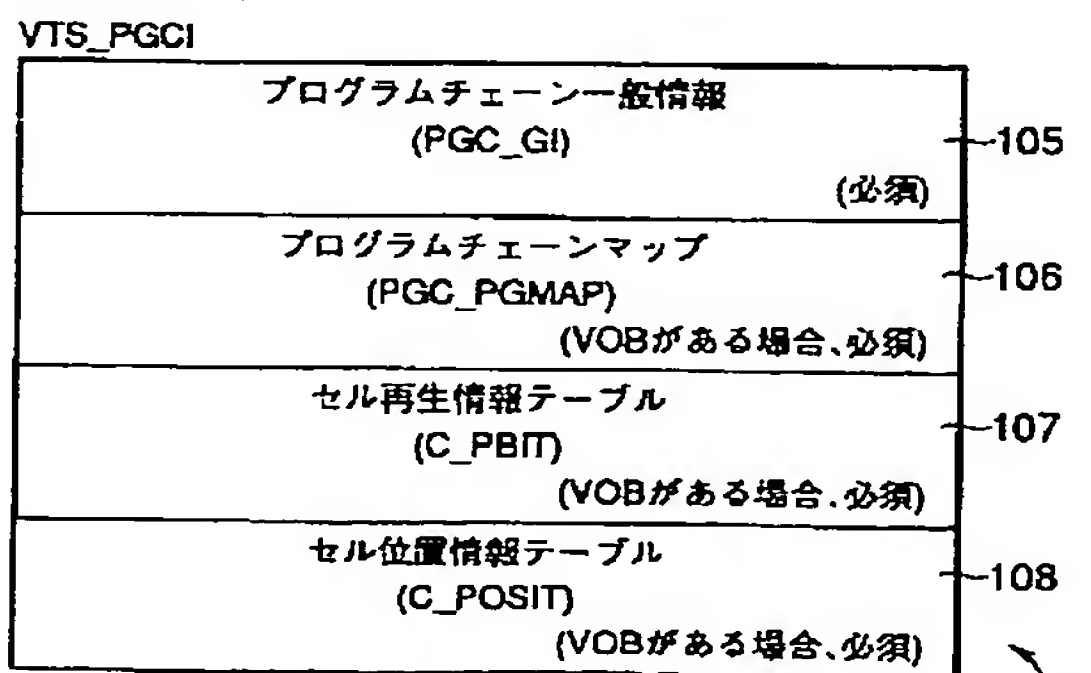 VTS_PGCI
プログラムチェーン一般情報
(PGC_GI)
105
(必須)
プログラムチェーンマップ
106
(PGC_PGMAP)
(VOBがある場合、必須)
セル再生情報テーブル
107
(C_PBIT)
(VOBがある場合、必須)
セル位置情報テーブル
108
(C_POSIT)
(VOBがある場合、必須)